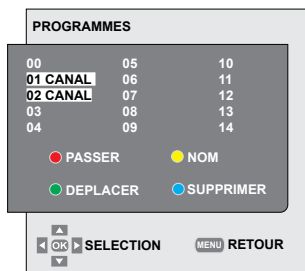 PROGRAMMES
00 05 10
01 CANAL 06 11
02 CANAL 07 12
03 08 13
04 09 14
PASSER NOM
DEPLACER SUPPRIMER
OK SELECTION MENU RETOUR